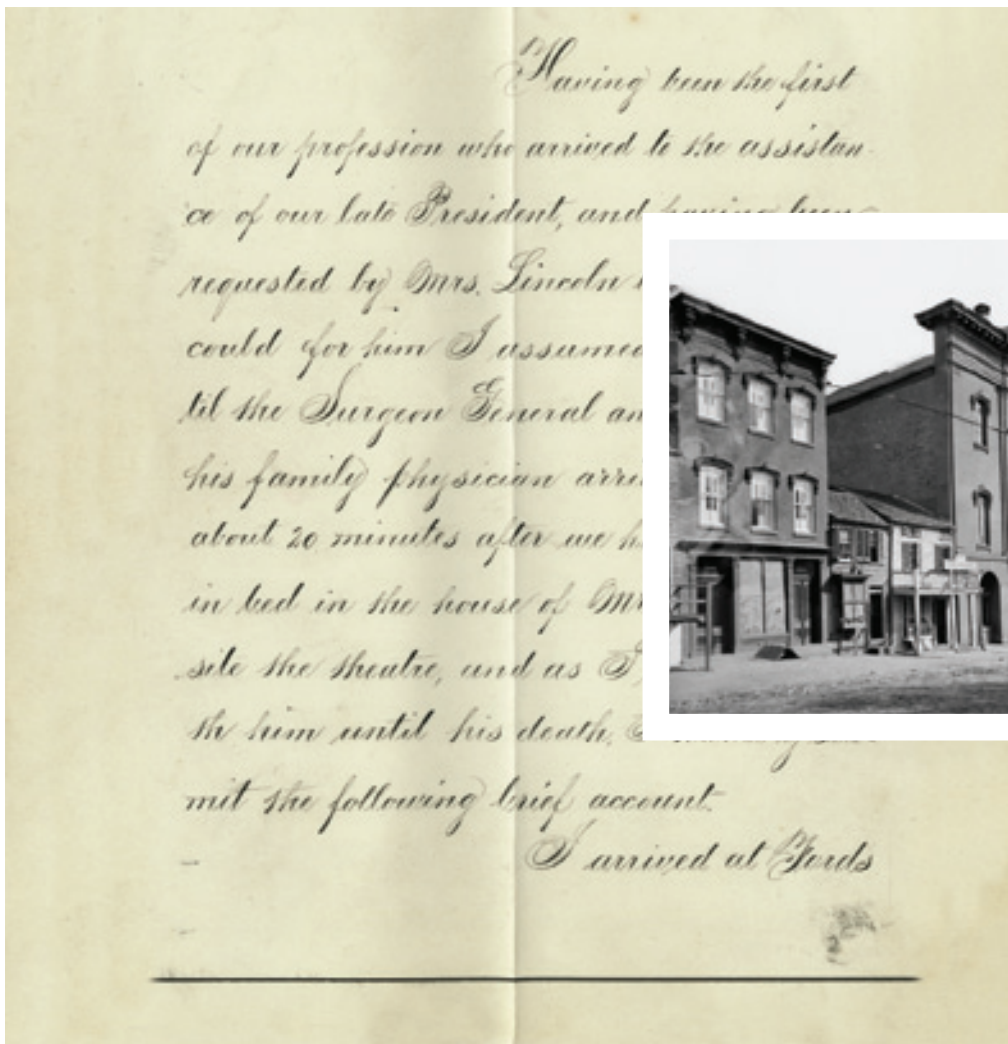 Having been the first
of our profession who arrived to the assistan-
ce of our late President, and having been
requested by Mrs. Lincoln
could for him I assumed
til the Surgeon General an
his family physician arri
about 20 minutes after we h
in bed in the house of Mr
site the theatre, and as I
th him until his death,
mit the following brief account.
I arrived at Fords